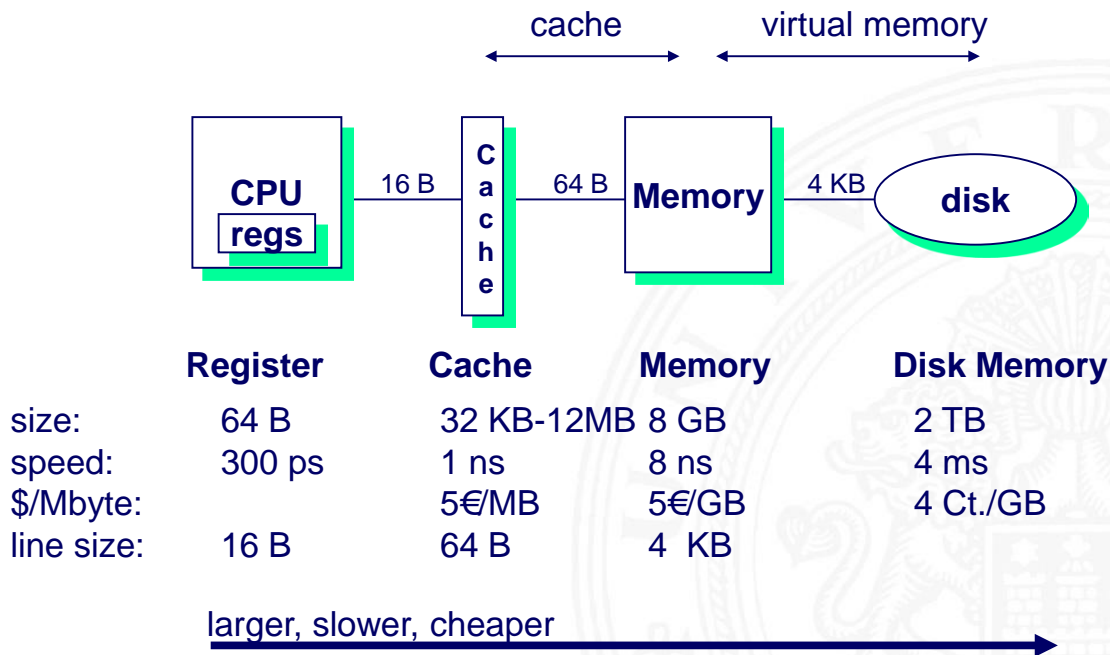 cache virtual memory
CPU
regs
16 B
Cache
64 B
Memory
4 KB
disk
Register Cache Memory Disk Memory
size: 64 B 32 KB-12MB 8 GB 2 TB
speed: 300 ps 1 ns 8 ns 4 ms
$/Mbyte: 5€/MB 5€/GB 4 Ct./GB
line size: 16 B 64 B 4 KB
larger, slower, cheaper